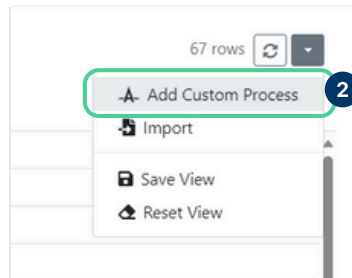 67 rows
Add Custom Process
2
Import
Save View
Reset View